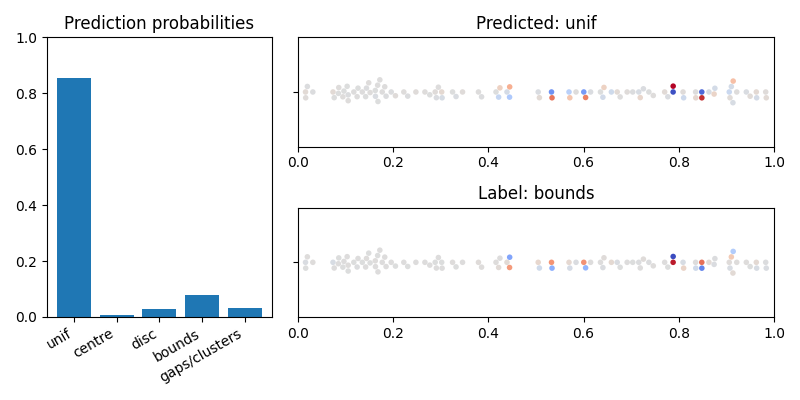 Prediction probabilities
1.0
0.8
0.6
0.4
0.2
0.0
unif
centre
disc
bounds
gaps/clusters
Predicted: unif
0.0 0.2 0.4 0.6 0.8 1.0
Label: bounds
0.0 0.2 0.4 0.6 0.8 1.0